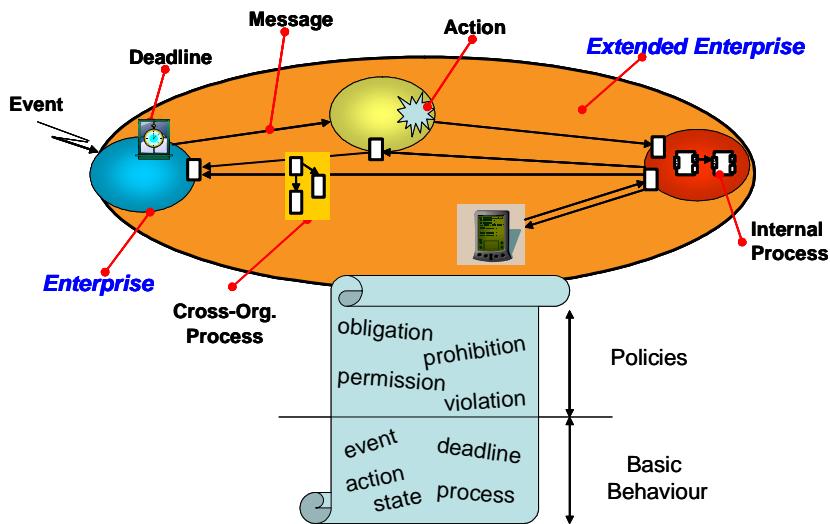 Message
Action
Extended Enterprise
Deadline
Event
Internal
Process
Enterprise
Cross-Org.
Process
obligation
prohibition
permission
violation
Policies
event
deadline
action
state
process
Basic
Behaviour